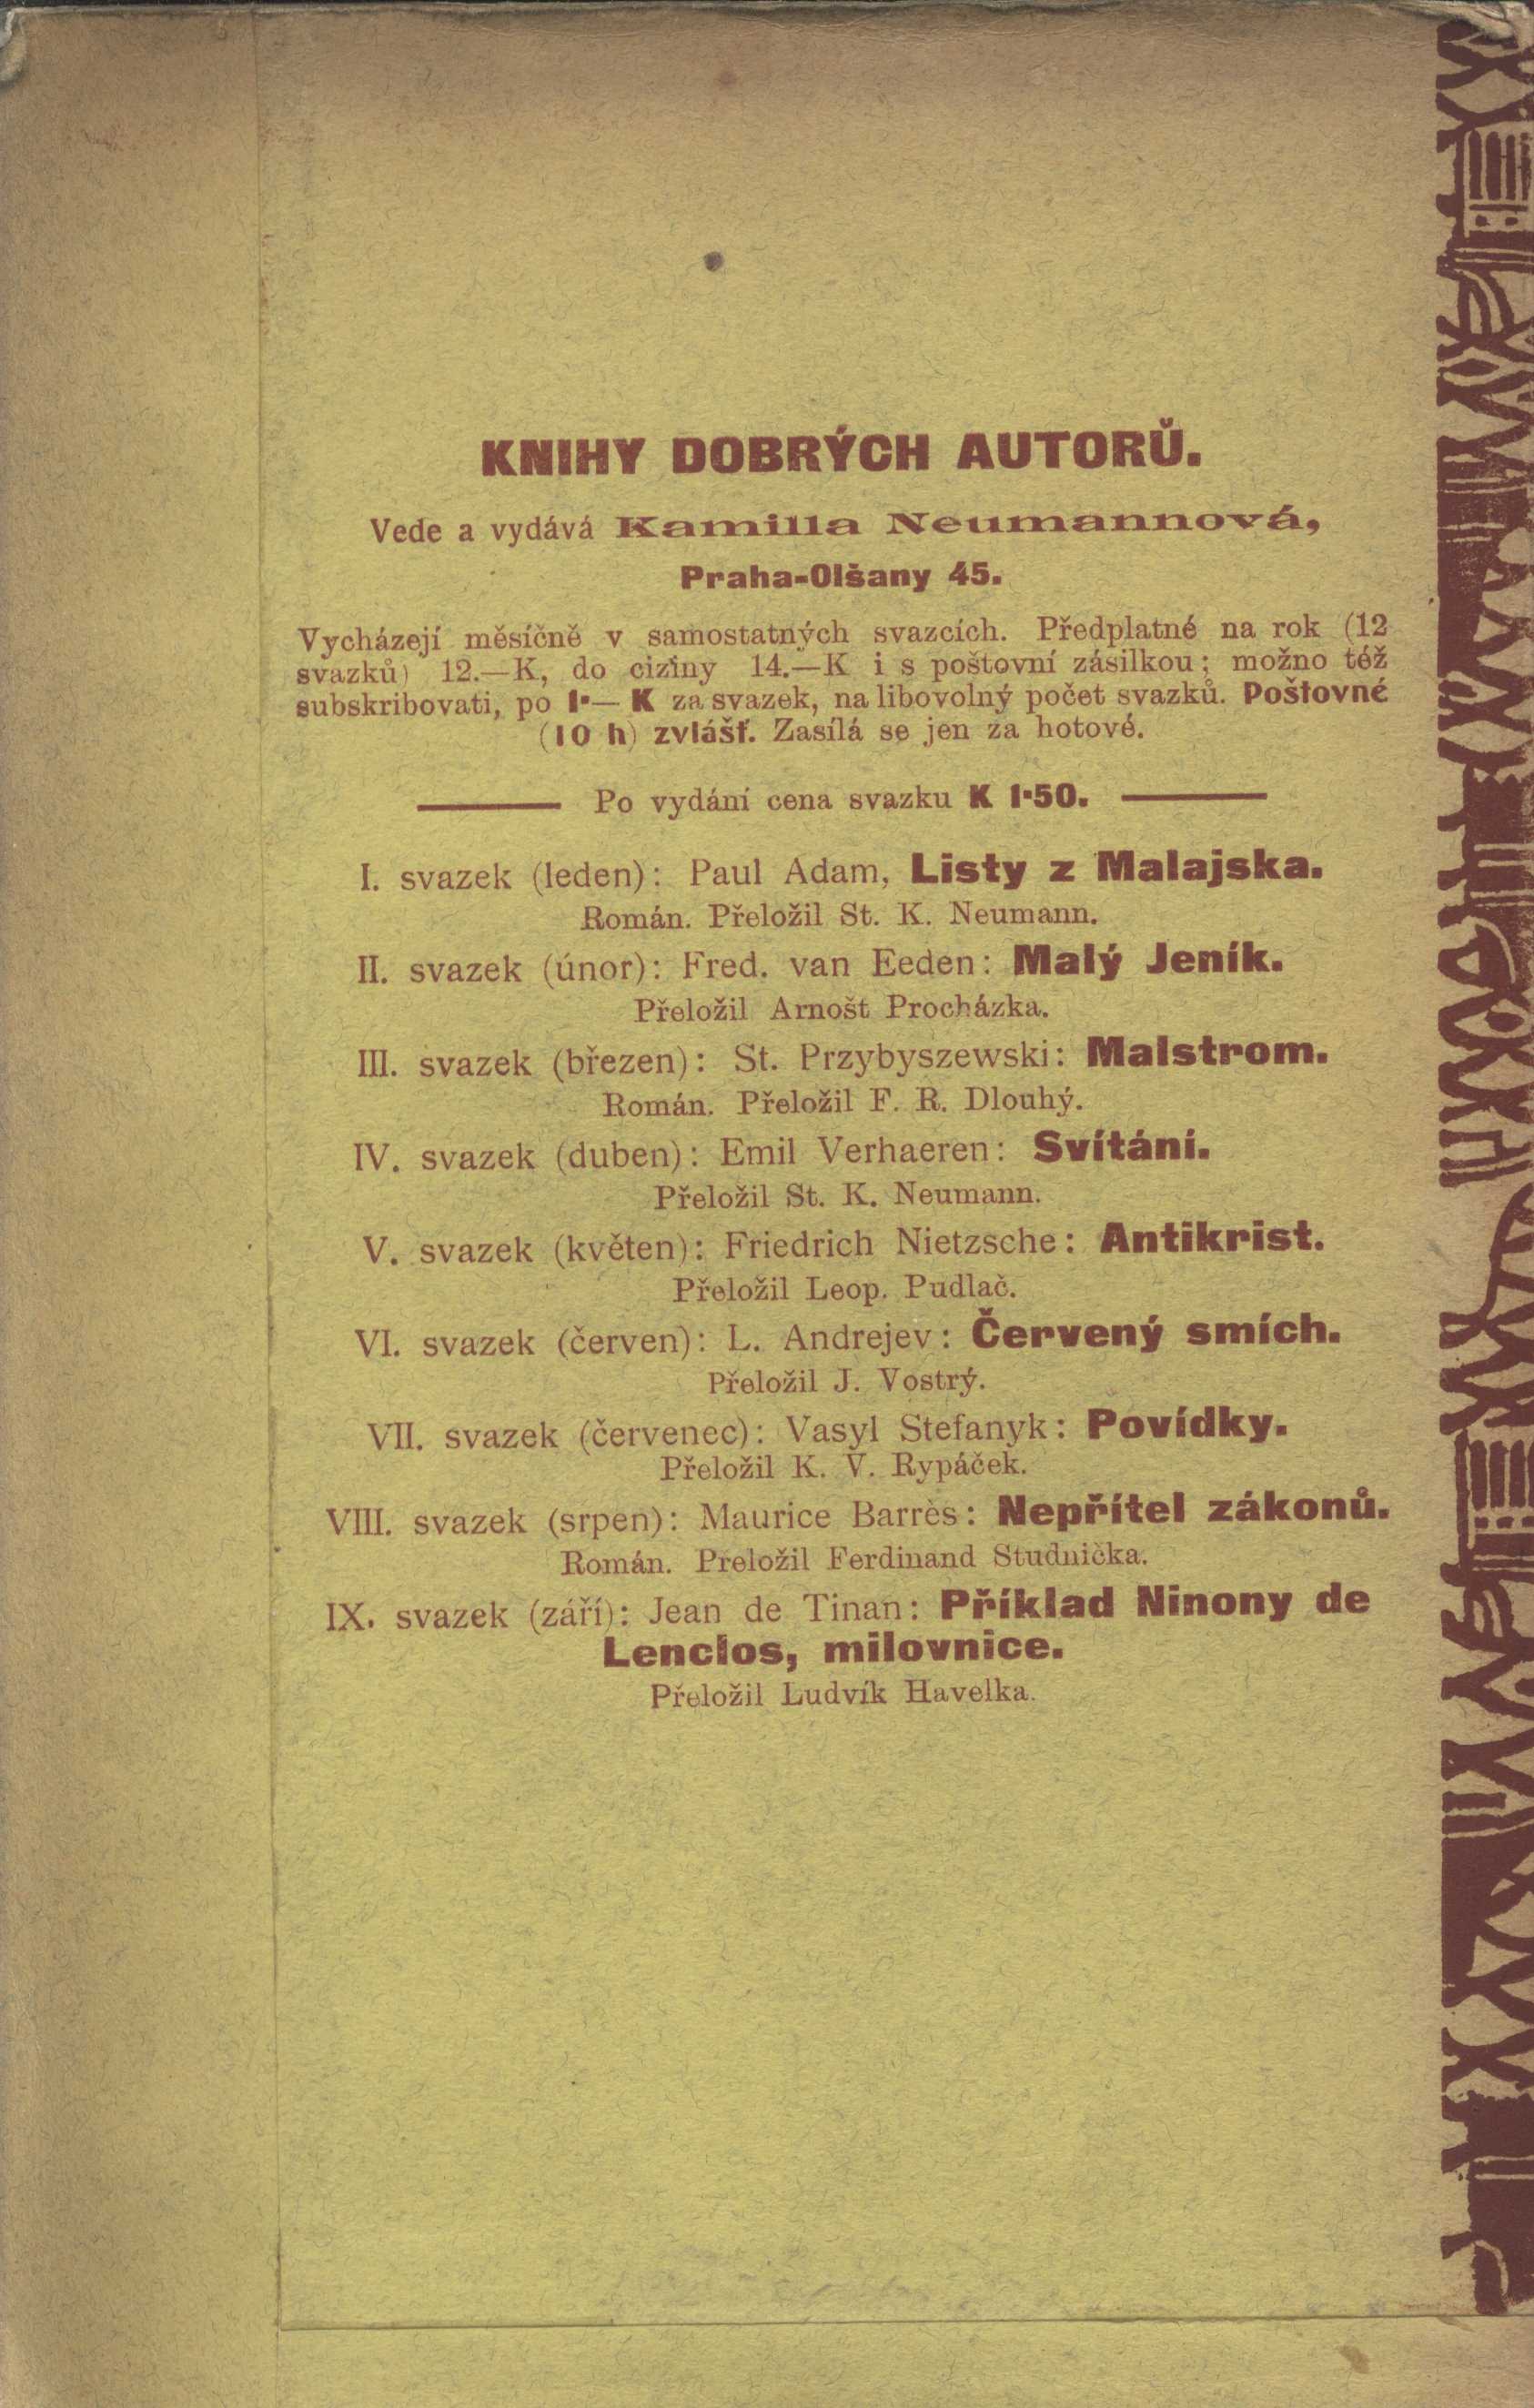 KNIHY DOBRÝCH AUTORŮ.
Vede a vydává Kamilla Neumannová,
Praha-Olšany 45.
Vycházejí měsíčně v samostatných svazcích. Předplatné na rok (12
svazků) 12.—K, do ciziny 14.—K i s poštovní zásilkou; možno též
subskribovati, po 1·— K za svazek, na libovolný počet svazků. Poštovné
(10 h) zvlášť. Zasílá se jen za hotové.
Po vydání cena svazku K 1·50.
I. svazek (leden): Paul Adam, Listy z Malajska.
Román. Přeložil St. K. Neumann.
II. svazek (únor): Fred. van Eeden: Malý Jeník.
Přeložil Arnošt Procházka.
III. svazek (březen): St. Przybyszewski: Malstrom.
Román. Přeložil F. R. Dlouhý.
IV. svazek (duben): Emil Verhaeren: Svítání.
Přeložil St. K. Neumann.
V. svazek (květen): Friedrich Nietzsche: Antikrist.
Přeložil Leop. Pudlač.
VI. svazek (červen): L. Andrejev: Červený smích.
Přeložil J. Vostrý.
VII. svazek (červenec): Vasyl Stefanyk: Povídky.
Přeložil K. V. Rypáček.
VIII. svazek (srpen): Maurice Barrès: Nepřítel zákonů.
Román. Přeložil Ferdinand Studnička.
IX. svazek (září): Jean de Tinan: Příklad Ninony de
Lenclos, milovnice.
Přeložil Ludvík Havelka.